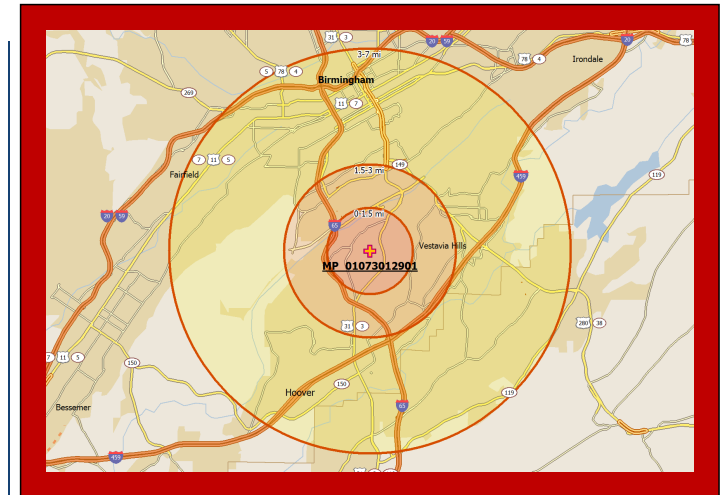 31 3
20 59
20
78
3-7 mi
78 4
Irondale
5 78 4
Birmingham
269
11 7
7 11 5
149
1.5-3 mi
Fairfield
459
119
0-1.5 mi
20 59
65
Vestavia Hills
MP_01073012901
31 3
280 38
7 11 5
150
150
Hoover
119
Bessemer
65
459